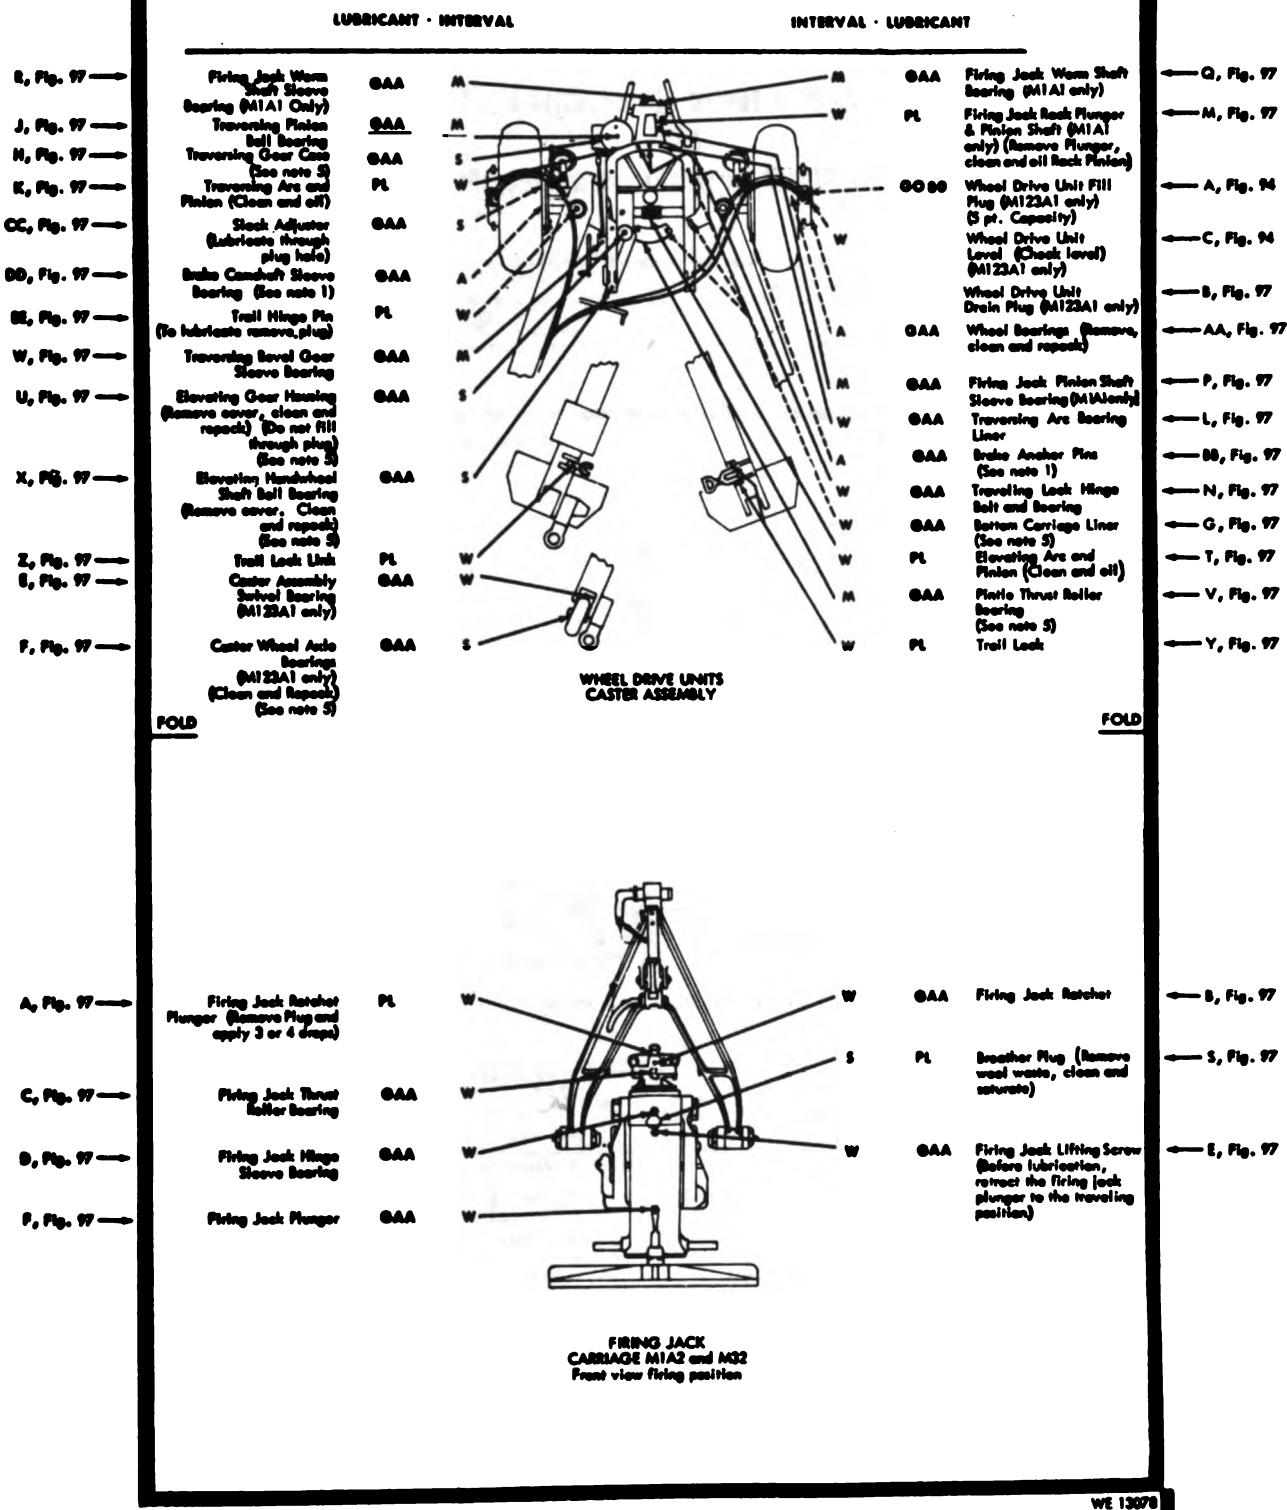 LUBRICANT · INTERVAL
INTERVAL · LUBRICANT
R, Fig. 97
Firing Jack Worm
Shaft Sleeve
Bearing (M1A1 Only)
GAA
M
J, Fig. 97
Traversing Pinion
Ball Bearing
GAA
M
H, Fig. 97
Traversing Gear Case
(See note 5)
GAA
S
K, Fig. 97
Traversing Arc and
Pinion (Clean and oil)
PL
W
CC, Fig. 97
Slack Adjuster
(Lubricate through
plug hole)
GAA
S
DD, Fig. 97
Brake Camshaft Sleeve
Bearing (See note 1)
GAA
A
EE, Fig. 97
Trail Hinge Pin
(To lubricate remove plug)
PL
W
W, Fig. 97
Traversing Bevel Gear
Sleeve Bearing
GAA
M
U, Fig. 97
Elevating Gear Housing
(Remove cover, clean and
repack) (Do not fill
through plug)
(See note 5)
GAA
S
X, Fig. 97
Elevating Handwheel
Shaft Ball Bearing
(Remove cover. Clean
and repack)
(See note 5)
GAA
S
Z, Fig. 97
Trail Lock Link
PL
W
E, Fig. 97
Caster Assembly
Swivel Bearing
(M123A1 only)
GAA
W
F, Fig. 97
Caster Wheel Axle
Bearings
(M123A1 only)
(Clean and Repack)
(See note 5)
GAA
S
M
GAA
Firing Jack Worm Shaft
Bearing (M1A1 only)
Q, Fig. 97
W
PL
Firing Jack Rack Plunger
& Pinion Shaft (M1A1
only) (Remove Plunger,
clean and oil Rack Pinion)
M, Fig. 97
GO 80
Wheel Drive Unit Fill
Plug (M123A1 only)
(5 pt. Capacity)
A, Fig. 94
W
Wheel Drive Unit
Level (Check level)
(M123A1 only)
C, Fig. 94
Wheel Drive Unit
Drain Plug (M123A1 only)
B, Fig. 97
A
GAA
Wheel Bearings (Remove,
clean and repack)
AA, Fig. 97
M
GAA
Firing Jack Pinion Shaft
Sleeve Bearing (M1A1 only)
P, Fig. 97
W
GAA
Traversing Arc Bearing
Liner
L, Fig. 97
A
GAA
Brake Anchor Pins
(See note 1)
BB, Fig. 97
W
GAA
Traveling Lock Hinge
Bolt and Bearing
N, Fig. 97
W
GAA
Bottom Carriage Liner
(See note 5)
G, Fig. 97
W
PL
Elevating Arc and
Pinion (Clean and oil)
T, Fig. 97
M
GAA
Pintle Thrust Roller
Bearing
(See note 5)
V, Fig. 97
W
PL
Trail Lock
Y, Fig. 97
WHEEL DRIVE UNITS
CASTER ASSEMBLY
FOLD
FOLD
A, Fig. 97
Firing Jack Ratchet
Plunger (Remove Plug and
apply 3 or 4 drops)
PL
W
C, Fig. 97
Firing Jack Thrust
Roller Bearing
GAA
W
D, Fig. 97
Firing Jack Hinge
Sleeve Bearing
GAA
W
F, Fig. 97
Firing Jack Plunger
GAA
W
W
GAA
Firing Jack Ratchet
B, Fig. 97
S
PL
Breather Plug (Remove
wool waste, clean and
saturate)
S, Fig. 97
W
GAA
Firing Jack Lifting Screw
(Before lubrication,
retract the firing jack
plunger to the traveling
position)
E, Fig. 97
FIRING JACK
CARRIAGE M1A2 and M32
Front view firing position
WE 13078